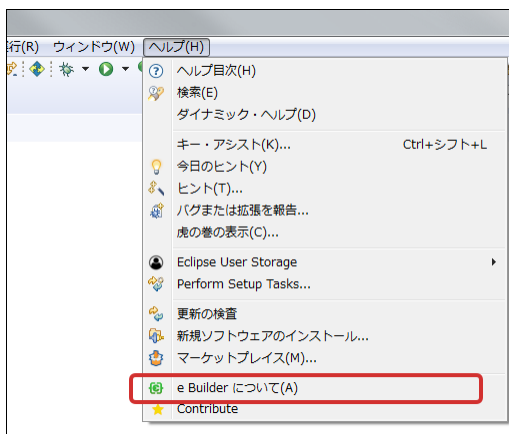 実行(R) ウィンドウ(W) ヘルプ(H)
ヘルプ目次(H)
検索(E)
ダイナミック・ヘルプ(D)
キー・アシスト(K)... Ctrl+シフト+L
今日のヒント(Y)
ヒント(T)...
バグまたは拡張を報告...
虎の巻の表示(C)...
Eclipse User Storage
Perform Setup Tasks...
更新の検査
新規ソフトウェアのインストール...
マーケットプレイス(M)...
e Builder について(A)
Contribute